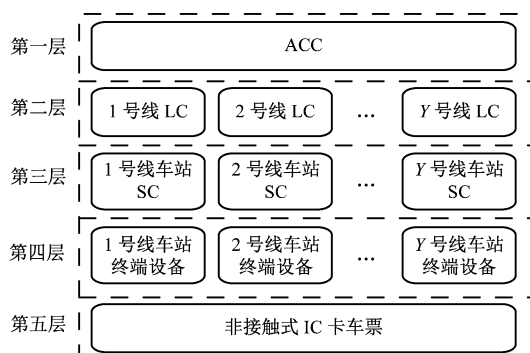 第一层 ACC
第二层 1 号线 LC 2 号线 LC … Y 号线 LC
第三层 1 号线车站 SC 2 号线车站 SC … Y 号线车站 SC
第四层 1 号线车站 终端设备 2 号线车站 终端设备 … Y 号线车站 终端设备
第五层 非接触式 IC 卡车票